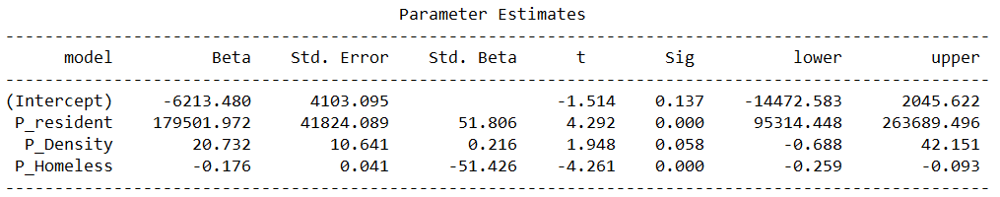 Parameter Estimates
----------------------------------------------------------------------------------------------------
model Beta Std. Error Std. Beta t Sig lower upper
----------------------------------------------------------------------------------------------------
(Intercept) -6213.480 4103.095 -1.514 0.137 -14472.583 2045.622
P_resident 179501.972 41824.089 51.806 4.292 0.000 95314.448 263689.496
P_Density 20.732 10.641 0.216 1.948 0.058 -0.688 42.151
P_Homeless -0.176 0.041 -51.426 -4.261 0.000 -0.259 -0.093
----------------------------------------------------------------------------------------------------